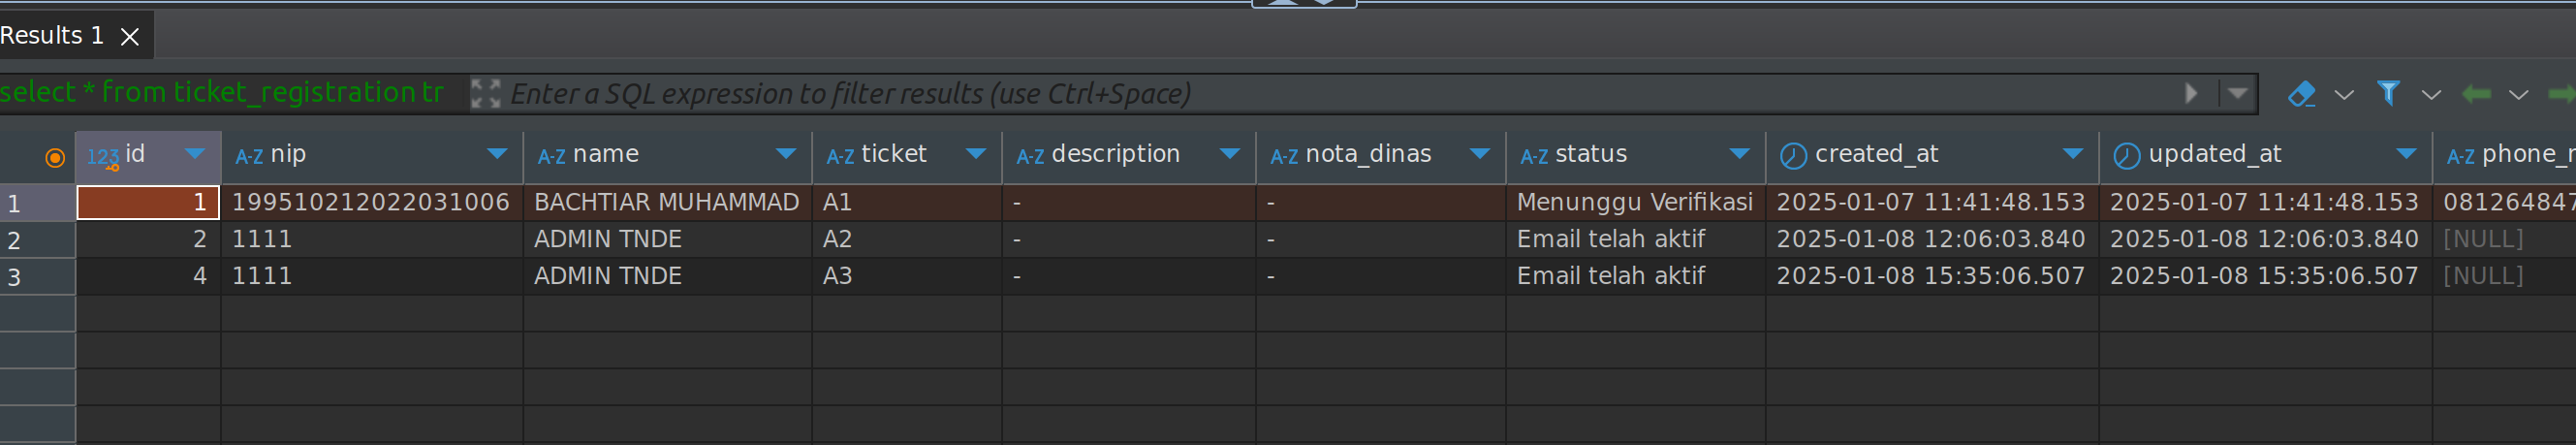 Results 1
select * from ticket_registration tr Enter a SQL expression to filter results (use Ctrl+Space)
123 id A-Z nip A-Z name A-Z ticket A-Z description A-Z nota_dinas A-Z status created_at updated_at A-Z
1 1 199510212022031006 BACHTIAR MUHAMMAD A1 - - Menunggu Verifikasi 2025-01-07 11:41:48.153 2025-01-07 11:41:48.153 081264847
2 2 1111 ADMIN TNDE A2 - - Email telah aktif 2025-01-08 12:06:03.840 2025-01-08 12:06:03.840 [NULL]
3 4 1111 ADMIN TNDE A3 - - Email telah aktif 2025-01-08 15:35:06.507 2025-01-08 15:35:06.507 [NULL]